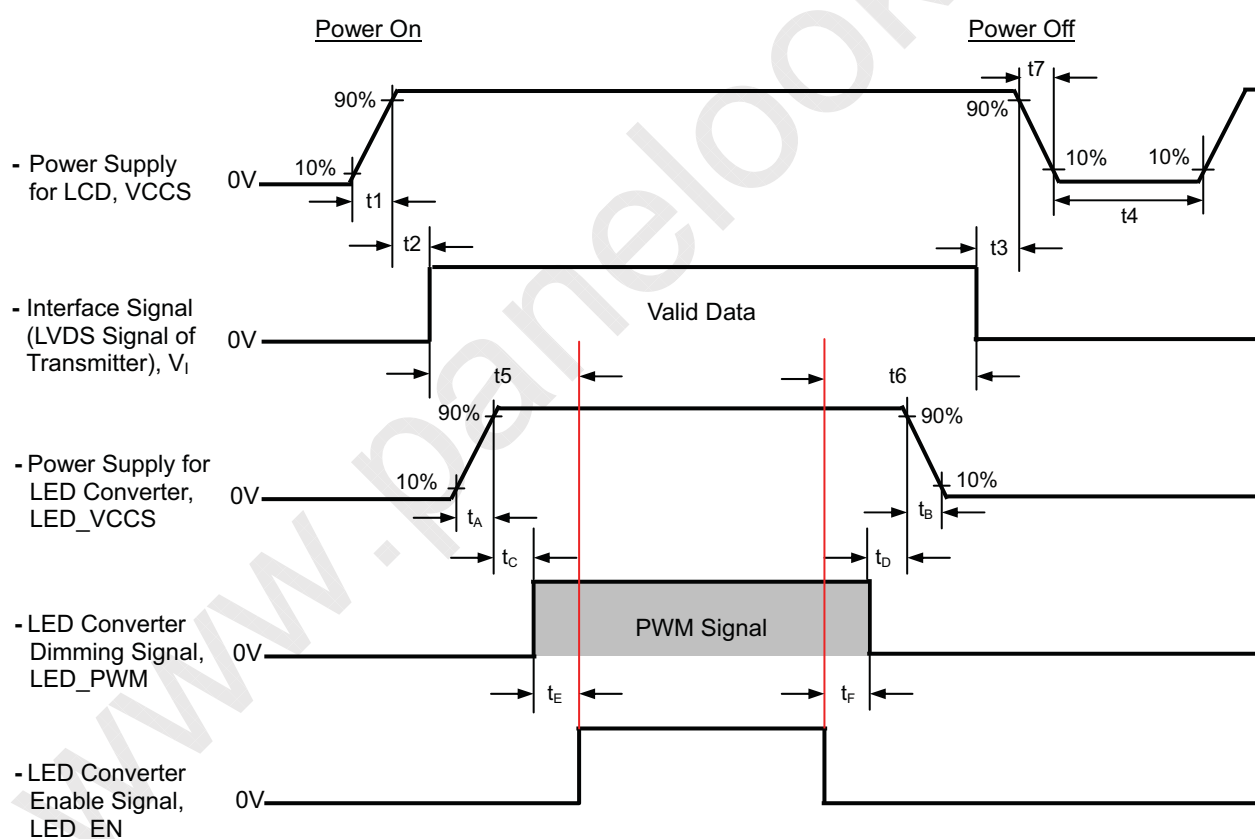 Power On
Power Off
t7
90%
90%
10%
10%
10%
- Power Supply
for LCD, VCCS
0V
t1
t4
t2
t3
- Interface Signal
(LVDS Signal of
Transmitter), VI
0V
Valid Data
t5
t6
90%
90%
- Power Supply for
LED Converter,
LED_VCCS
0V
10%
10%
tA
tB
tC
tD
- LED Converter
Dimming Signal,
LED_PWM
0V
PWM Signal
tE
tF
- LED Converter
Enable Signal,
LED_EN
0V
www.panelook